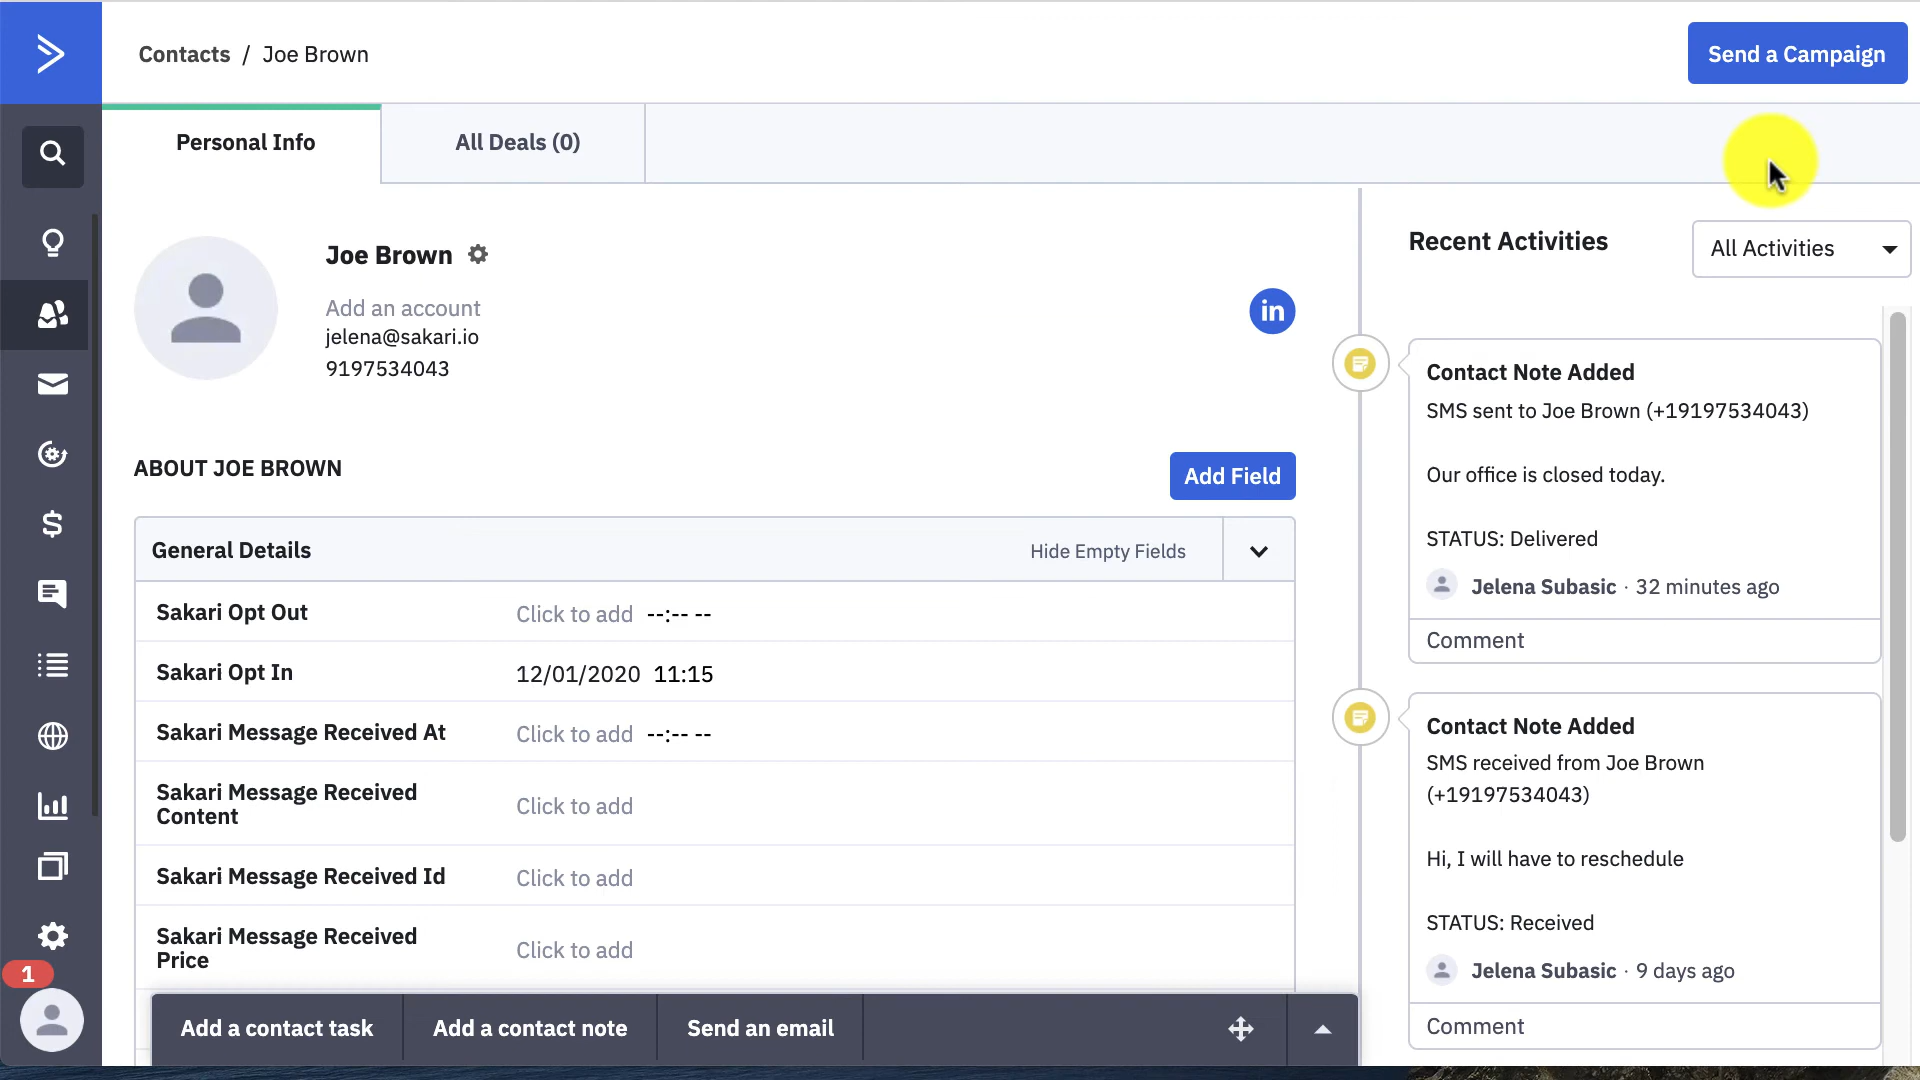 Contacts / Joe Brown
Send a Campaign
Personal Info
All Deals (0)
Joe Brown
Add an account
jelena@sakari.io
9197534043
in
ABOUT JOE BROWN
Add Field
General Details
Hide Empty Fields
Sakari Opt Out
Click to add --:-- --
Sakari Opt In
12/01/2020 11:15
Sakari Message Received At
Click to add --:-- --
Sakari Message Received
Content
Click to add
Sakari Message Received Id
Click to add
Sakari Message Received
Price
Click to add
Recent Activities
All Activities
Contact Note Added
SMS sent to Joe Brown (+19197534043)
Our office is closed today.
STATUS: Delivered
Jelena Subasic · 32 minutes ago
Comment
Contact Note Added
SMS received from Joe Brown
(+19197534043)
Hi, I will have to reschedule
STATUS: Received
Jelena Subasic · 9 days ago
Comment
1
Add a contact task
Add a contact note
Send an email